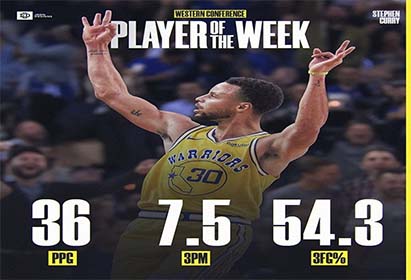 WESTERN CONFERENCE
PLAYER OF THE WEEK
STEPHEN
CURRY
WARRIORS
30
36 7.5 54.3
PPG 3PM 3FG%